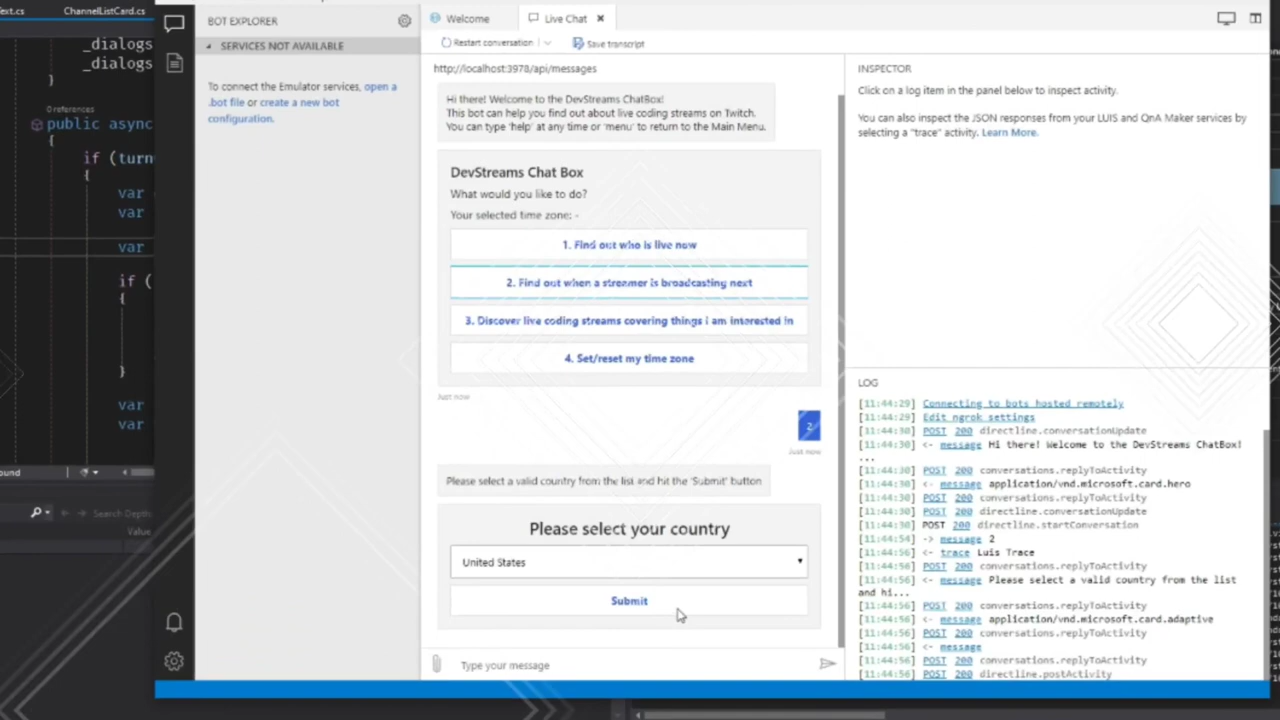 ChannelListCard.cs
_dialogs
_dialogs
}
0 references
public async
{
if (turn
{
var
var
var
if (
{
}
var
var
Search Depth
Value
BOT EXPLORER
SERVICES NOT AVAILABLE
To connect the Emulator services, open a
.bot file or create a new bot
configuration.
Welcome
Live Chat
Restart conversation
Save transcript
http://localhost:3978/api/messages
Hi there! Welcome to the DevStreams ChatBox!
This bot can help you find out about live coding streams on Twitch.
You can type 'help' at any time or 'menu' to return to the Main Menu.
DevStreams Chat Box
What would you like to do?
Your selected time zone: -
1. Find out who is live now
2. Find out when a streamer is broadcasting next
3. Discover live coding streams covering things i am interested in
4. Set/reset my time zone
Just now
2
Just now
Please select a valid country from the list and hit the 'Submit' button
Please select your country
United States
Submit
Type your message
INSPECTOR
Click on a log item in the panel below to inspect activity.
You can also inspect the JSON responses from your LUIS and QnA Maker services by
selecting a "trace" activity. Learn More.
LOG
[11:44:29] Connecting to bots hosted remotely
[11:44:29] Edit ngrok settings
[11:44:30] POST 200 directline.conversationUpdate
[11:44:30] <- message Hi there! Welcome to the DevStreams ChatBox!
...
[11:44:30] POST 200 conversations.replyToActivity
[11:44:30] <- message application/vnd.microsoft.card.hero
[11:44:30] POST 200 conversations.replyToActivity
[11:44:30] POST 200 directline.conversationUpdate
[11:44:30] POST 200 directline.startConversation
[11:44:54] -> message 2
[11:44:56] <- trace Luis Trace
[11:44:56] POST 200 conversations.replyToActivity
[11:44:56] <- message Please select a valid country from the list
and hi...
[11:44:56] POST 200 conversations.replyToActivity
[11:44:56] <- message application/vnd.microsoft.card.adaptive
[11:44:56] POST 200 conversations.replyToActivity
[11:44:56] <- message
[11:44:56] POST 200 conversations.replyToActivity
[11:44:56] POST 200 directline.postActivity